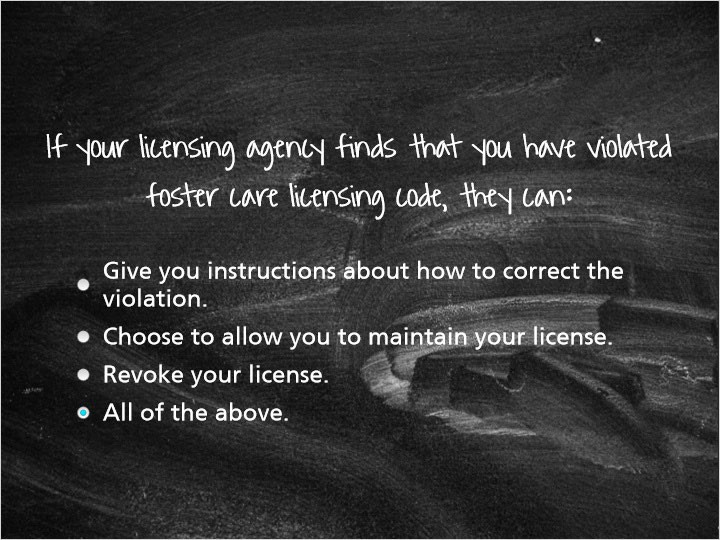 If your licensing agency finds that you have violated
foster care licensing code, they can:
Give you instructions about how to correct the
violation.
Choose to allow you to maintain your license.
Revoke your license.
All of the above.